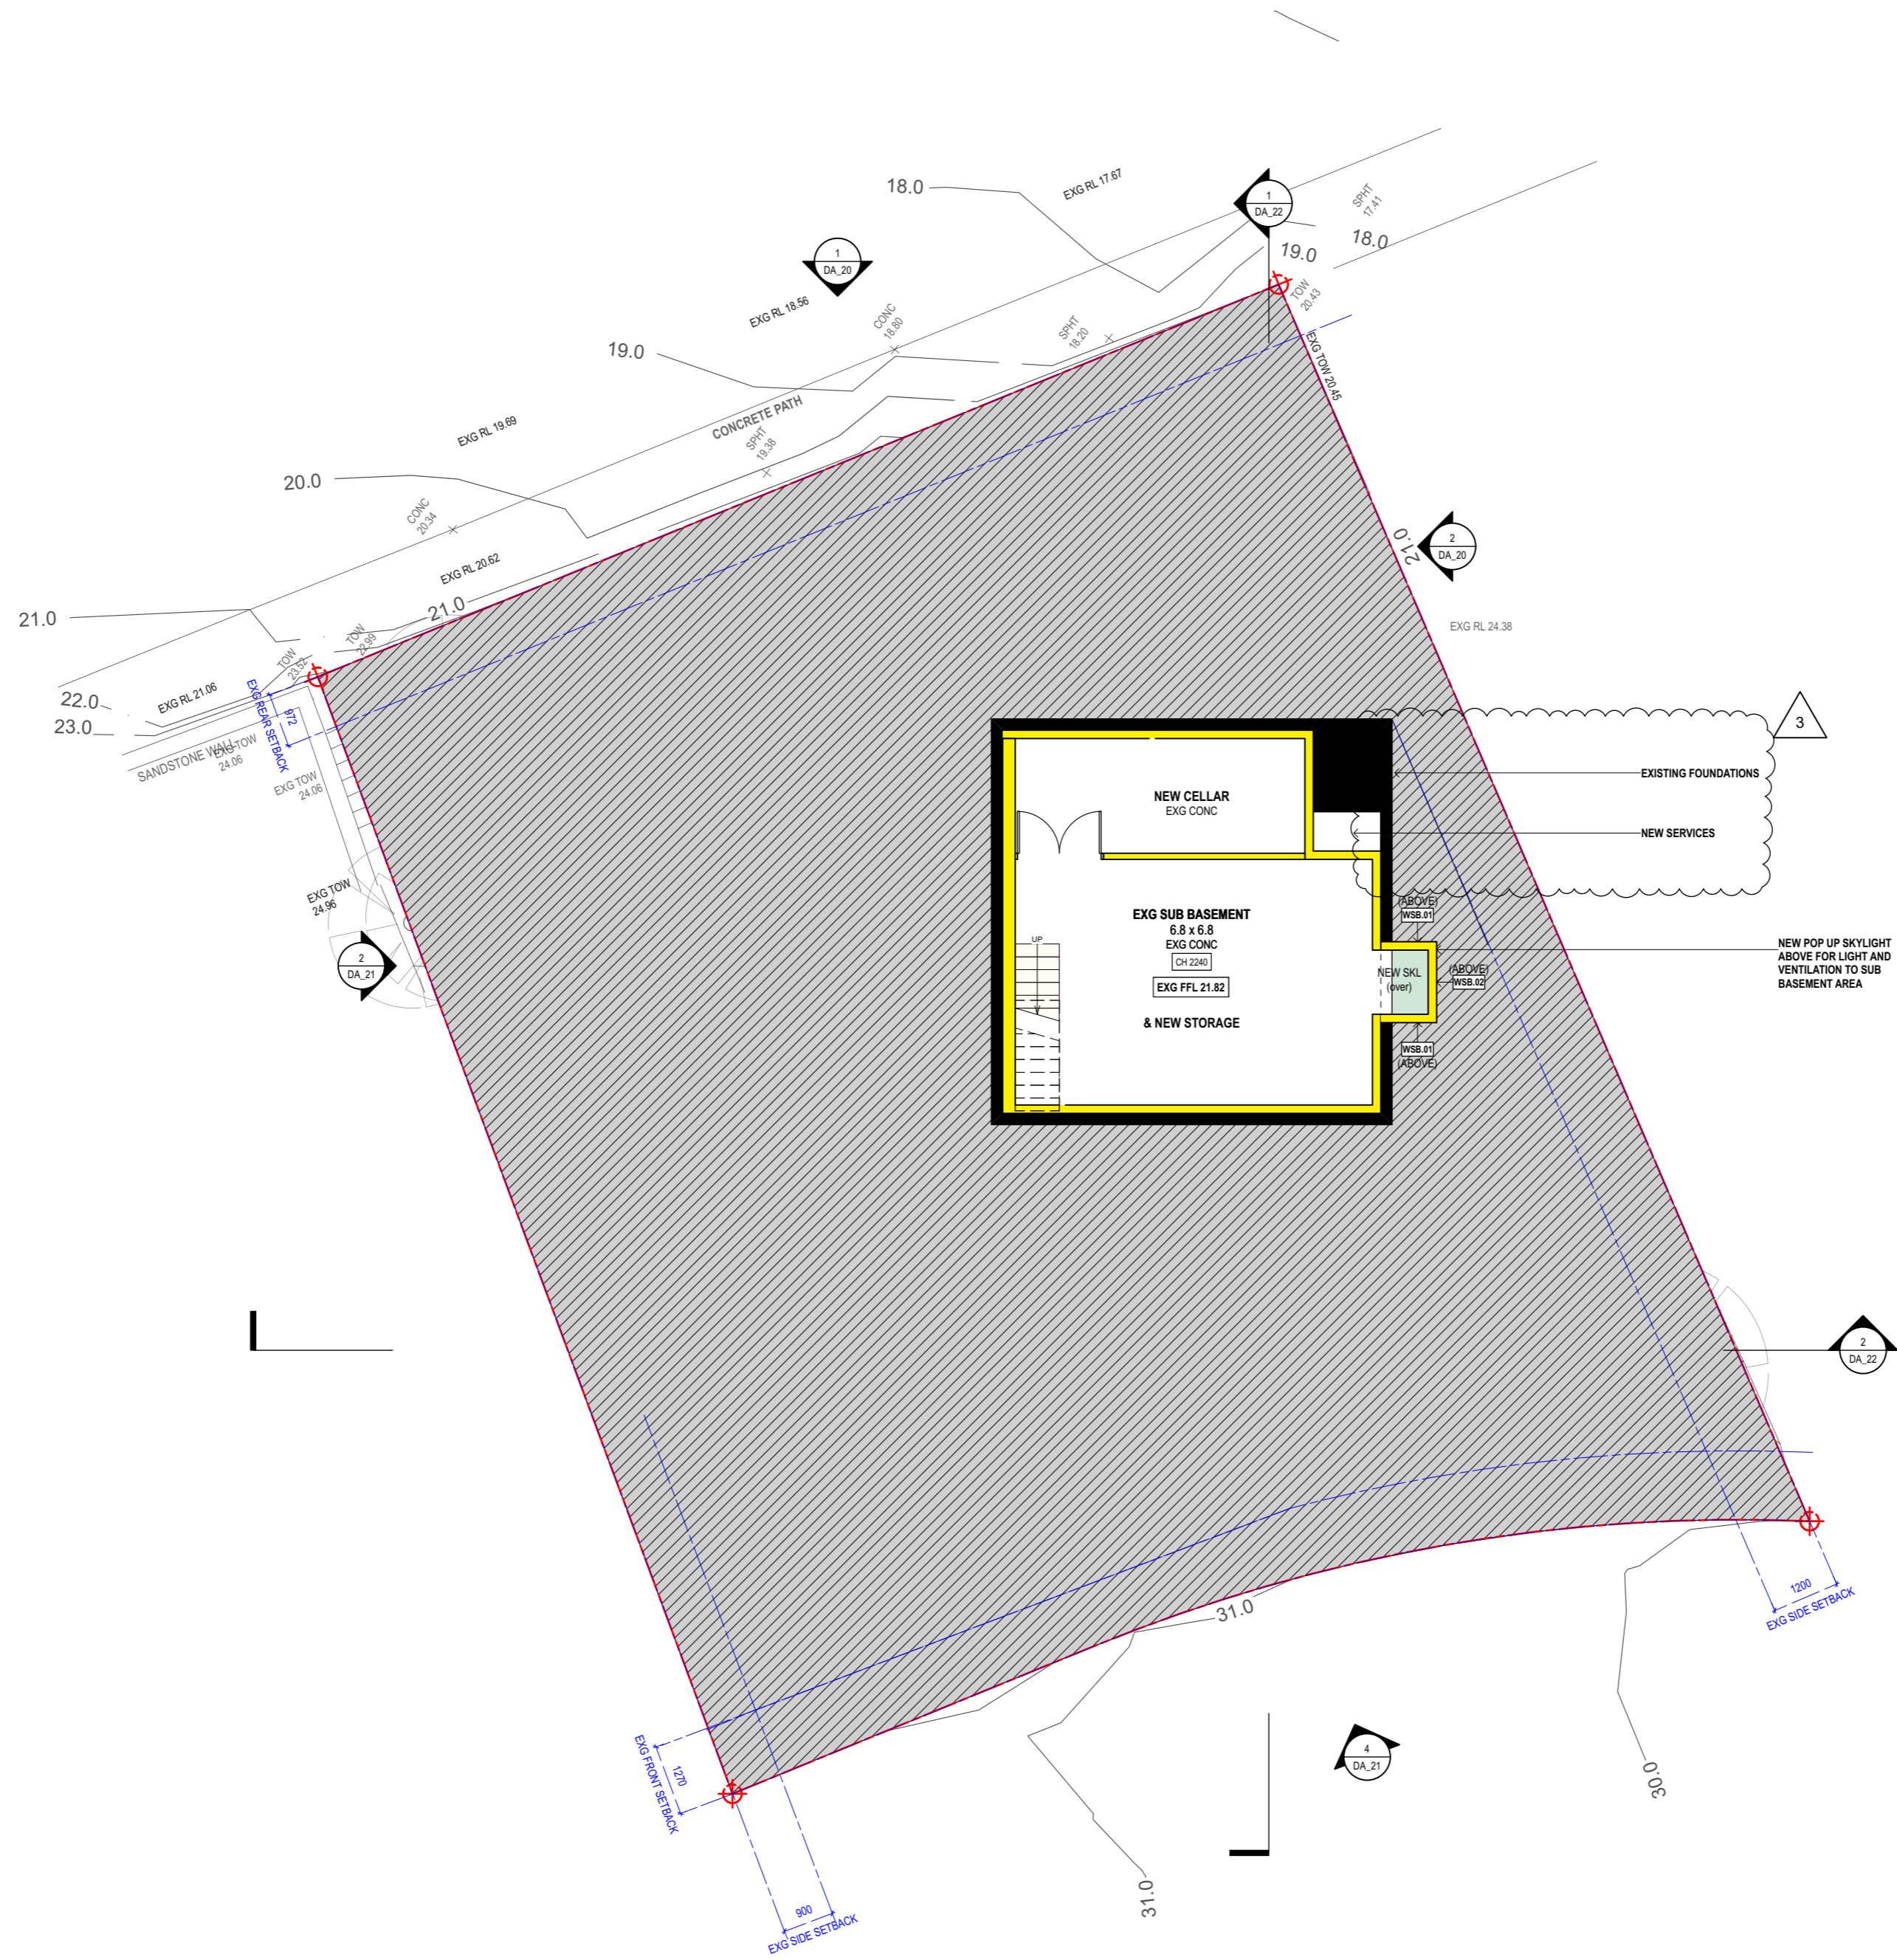 18.0
EXG RL 17.67
1
DA_22
SPHT
17.41
19.0
18.0
1
DA_20
TOW
20.43
EXG RL 18.56
CONC
18.80
SPHT
18.20
EXG TOW 20.45
19.0
CONCRETE PATH
EXG RL 19.69
SPHT
19.38
20.0
CONC
20.34
21.0
2
DA_20
EXG RL 20.62
21.0
21.0
EXG RL 24.38
TOW
22.99
TOW
23.52
EXG RL 21.06
22.0
23.0
972
EXG REAR SETBACK
SANDSTONE WALL
EXG TOW
24.06
EXG TOW
24.06
3
EXISTING FOUNDATIONS
NEW CELLAR
EXG CONC
NEW SERVICES
EXG TOW
24.96
(ABOVE)
WSB.01
EXG SUB BASEMENT
6.8 x 6.8
EXG CONC
CH 2240
EXG FFL 21.82
& NEW STORAGE
UP
NEW SKL
(over)
(ABOVE)
WSB.02
NEW POP UP SKYLIGHT
ABOVE FOR LIGHT AND
VENTILATION TO SUB
BASEMENT AREA
2
DA_21
WSB.01
(ABOVE)
2
DA_22
1200
EXG SIDE SETBACK
31.0
4
DA_21
30.0
1270
EXG FRONT SETBACK
31.0
900
EXG SIDE SETBACK